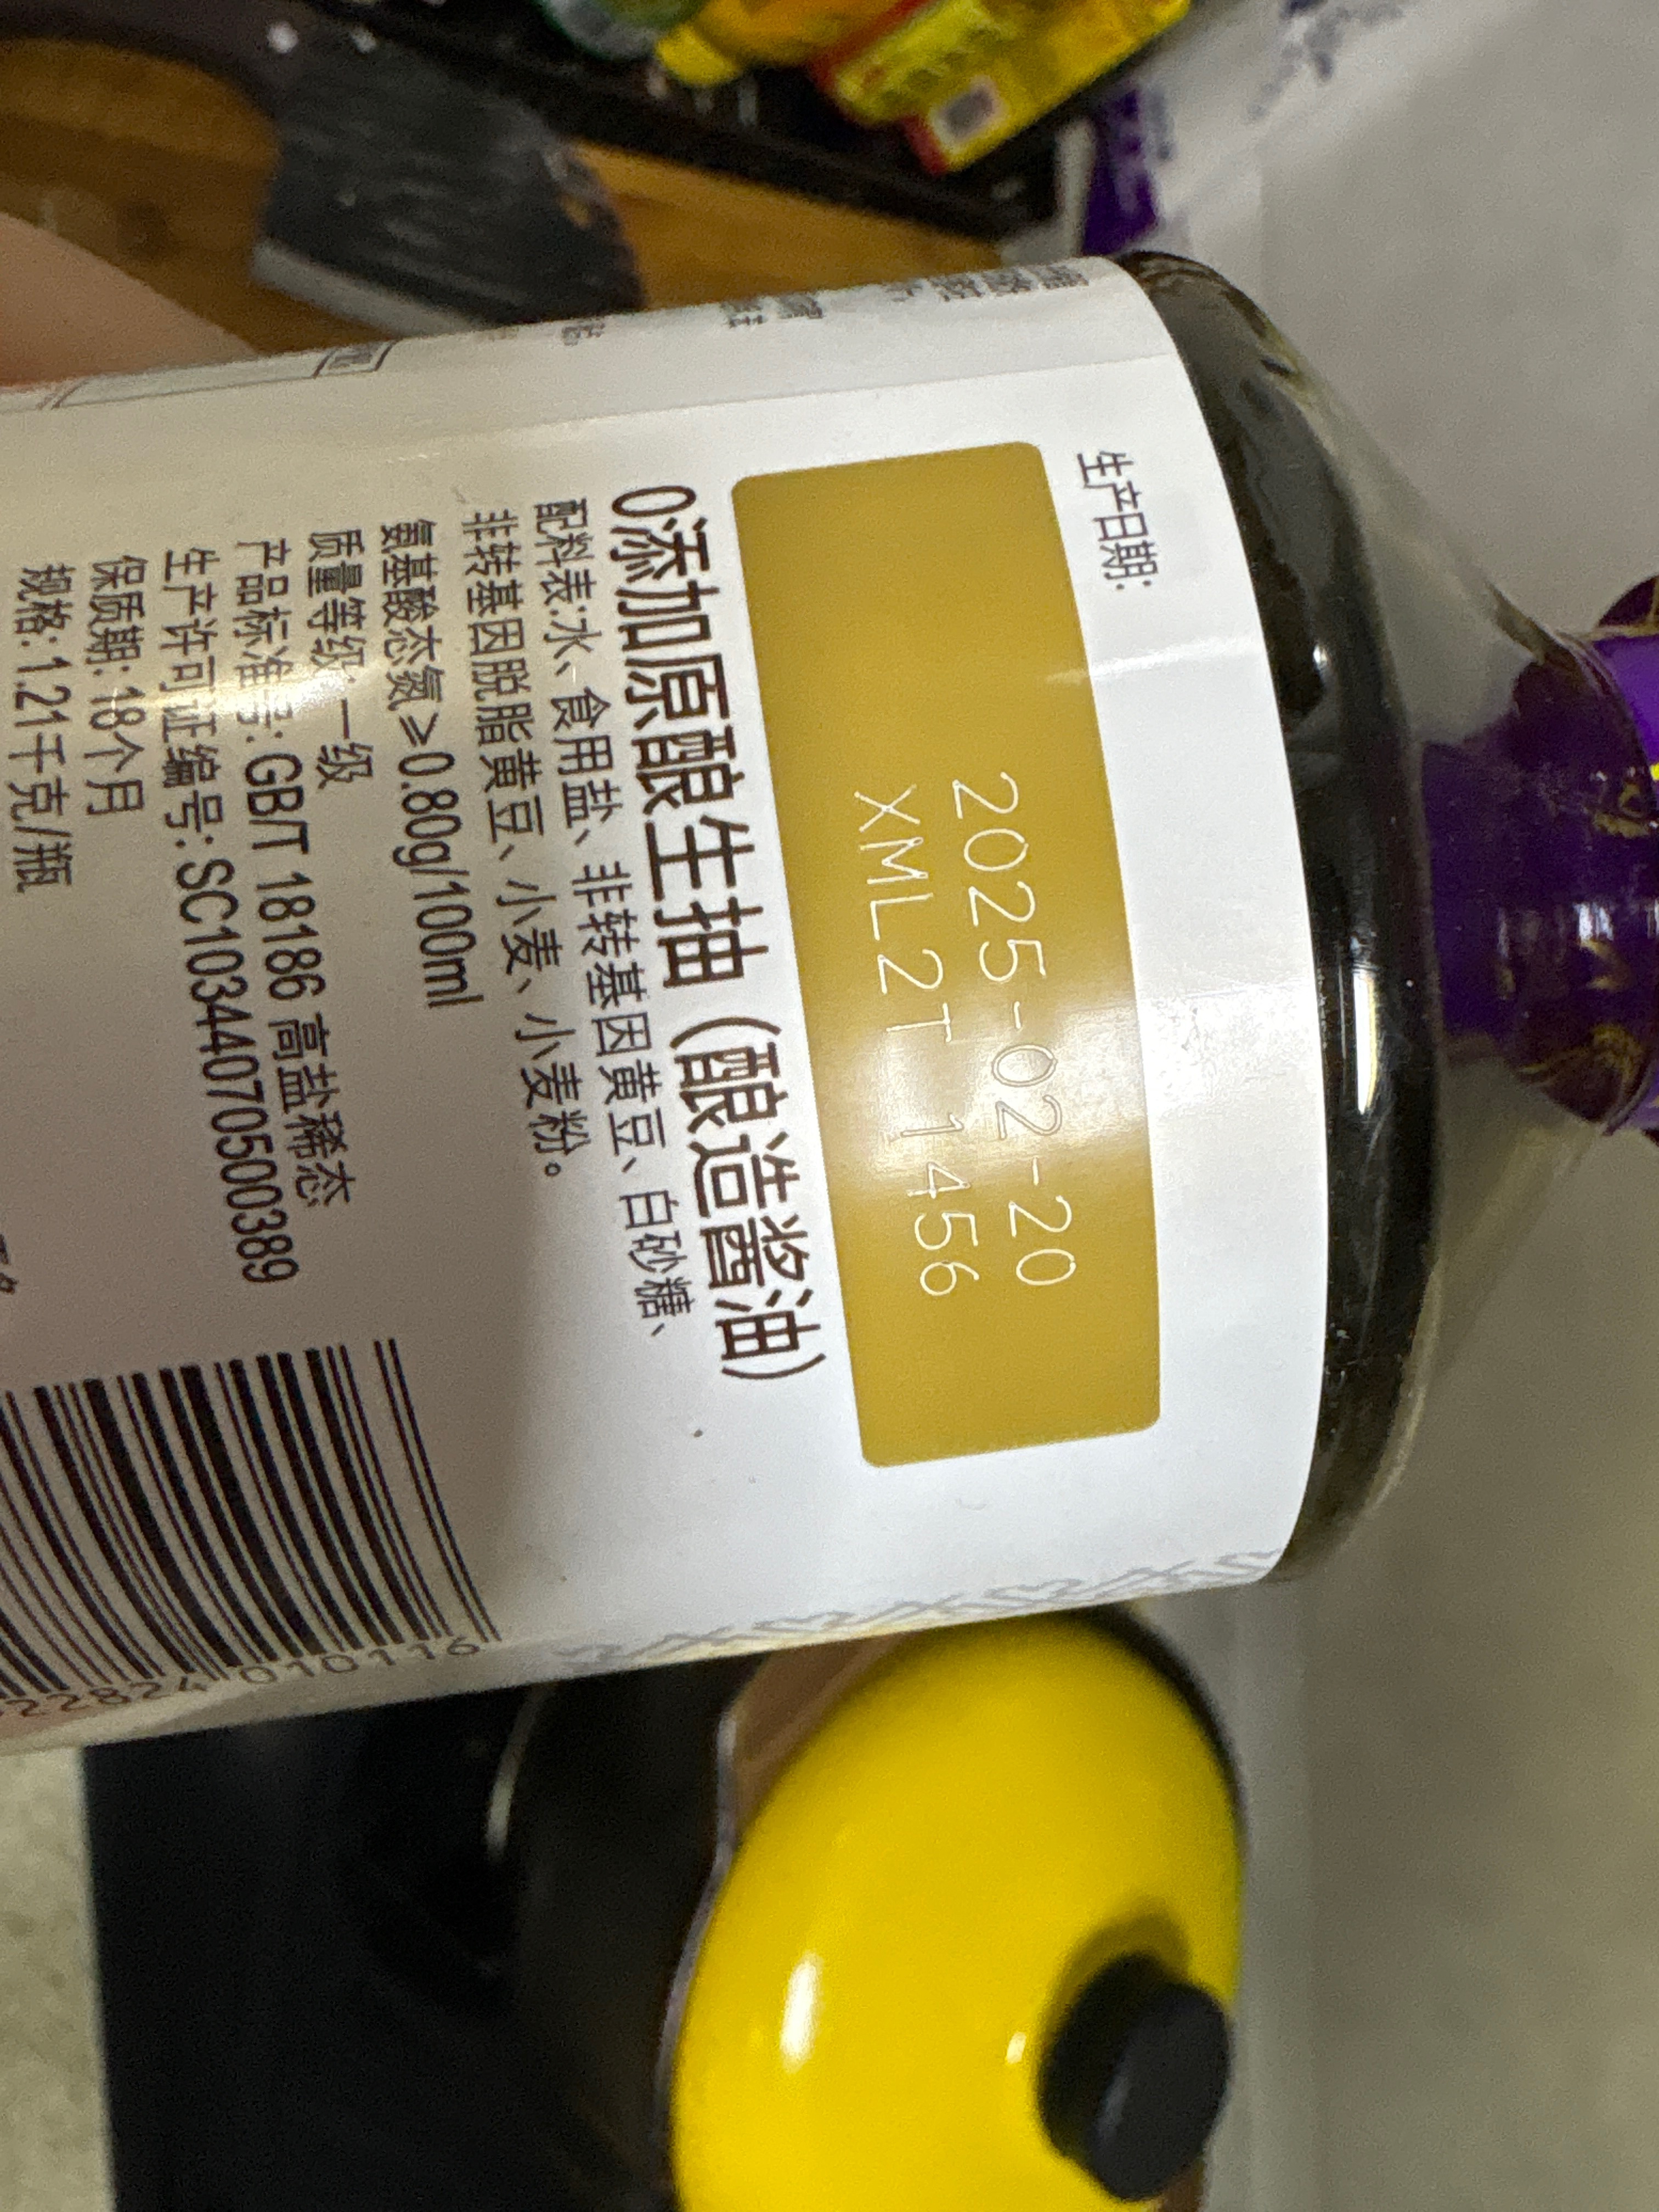 生产日期:
2025-02-20
XML2T 1456
0添加原酿生抽(酿造酱油)
配料表:水、食用盐、非转基因黄豆、白砂糖、
非转基因脱脂黄豆、小麦、小麦粉。
氨基酸态氮≥0.80g/100ml
质量等级:一级
产品标准号:GB/T 18186 高盐稀态
生产许可证编号:SC10344070500389
保质期:18个月
规格:1.21千克/瓶
22824 010116